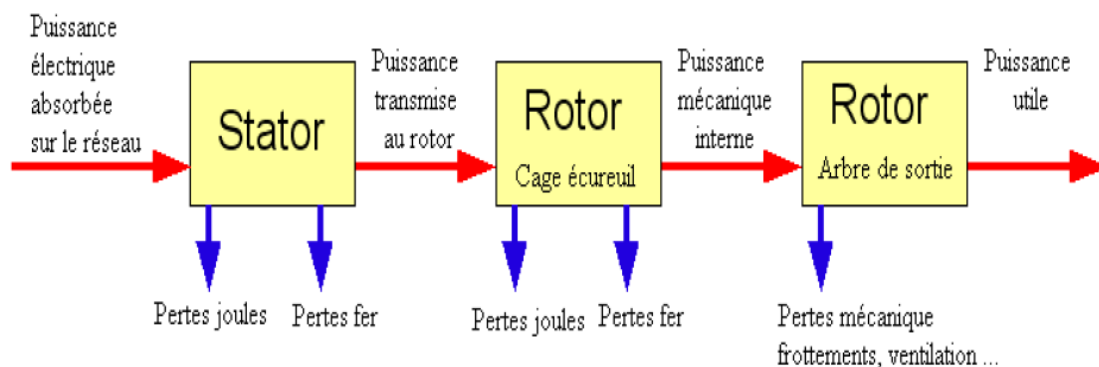 Puissance
électrique
absorbée
sur le réseau
Stator
Puissance
transmise
au rotor
Rotor
Cage écureuil
Puissance
mécanique
interne
Rotor
Arbre de sortie
Puissance
utile
Pertes joules
Pertes fer
Pertes joules
Pertes fer
Pertes mécanique
frottements, ventilation ...